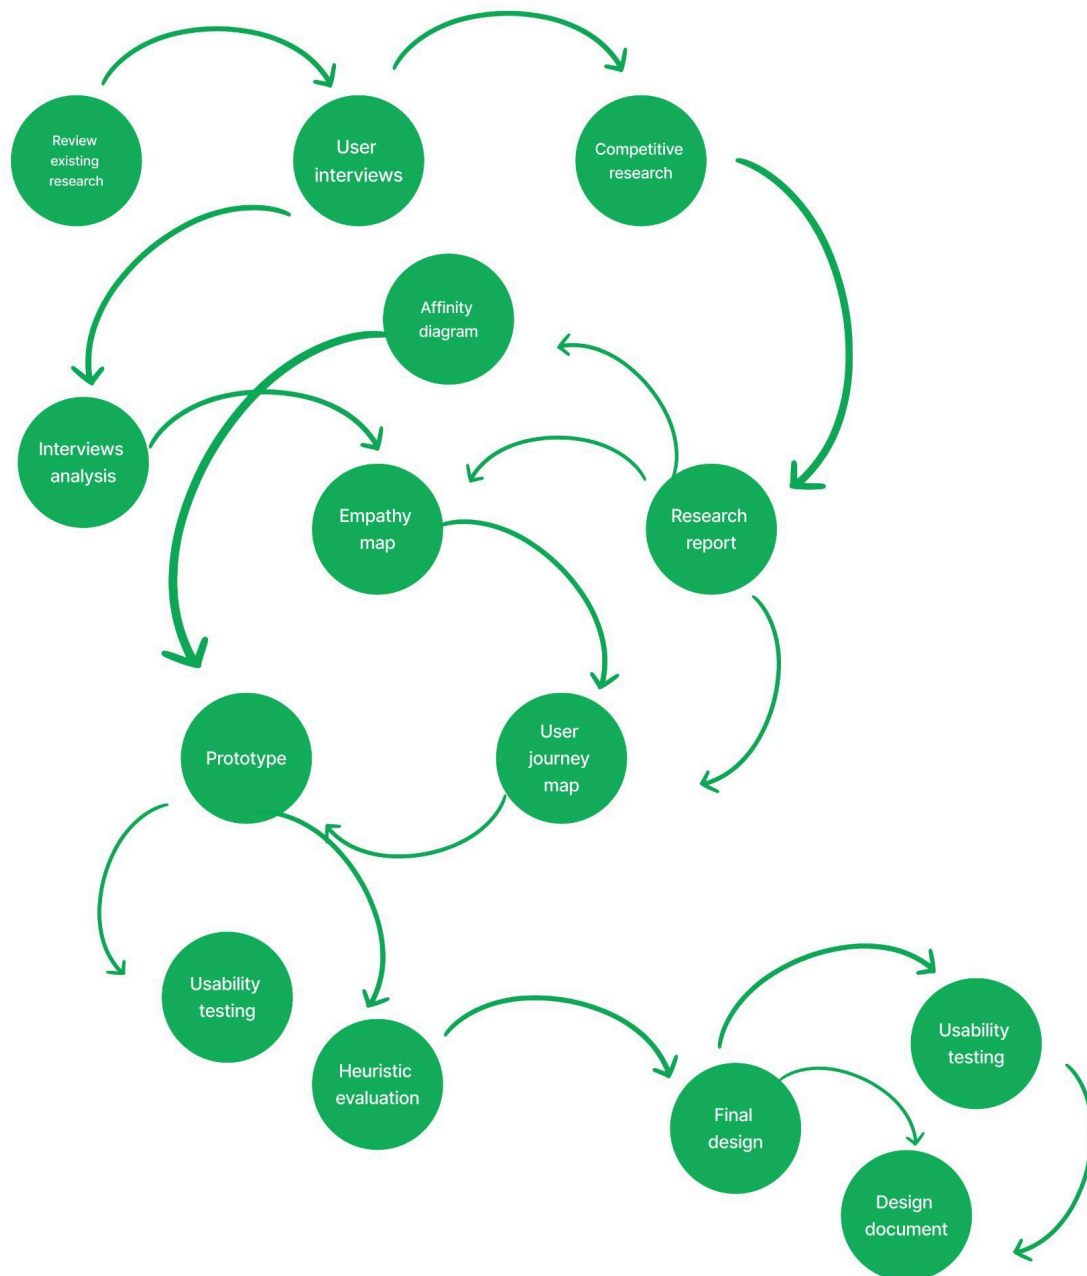 Review
existing
research
User
interviews
Competitive
research
Affinity
diagram
Interviews
analysis
Empathy
map
Research
report
Prototype
User
journey
map
Usability
testing
Heuristic
evaluation
Final
design
Usability
testing
Design
document